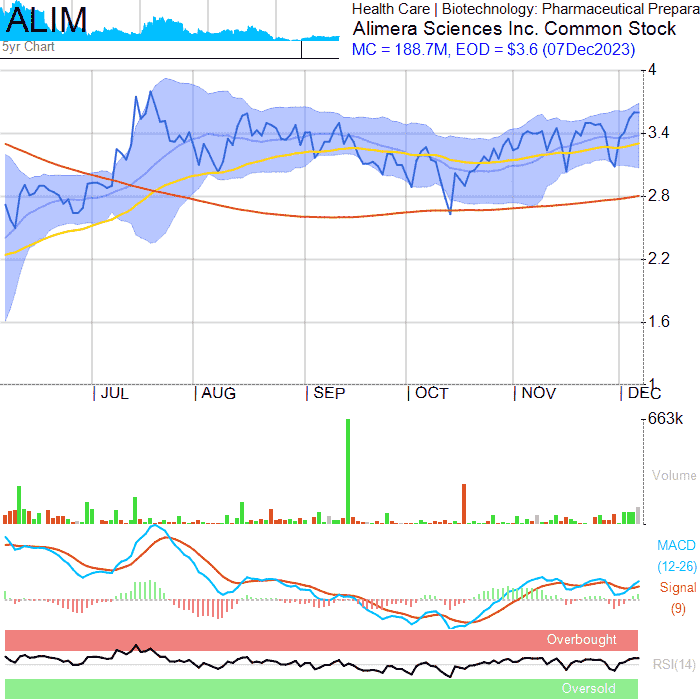 ALIM
5yr Chart
Health Care | Biotechnology: Pharmaceutical Prepara
Alimera Sciences Inc. Common Stock
MC = 188.7M, EOD = $3.6 (07Dec2023)
4
3.4
2.8
2.2
1.6
1
JUL AUG SEP OCT NOV DEC
663k
Volume
MACD
(12-26)
Signal
(9)
Overbought
RSI(14)
Oversold